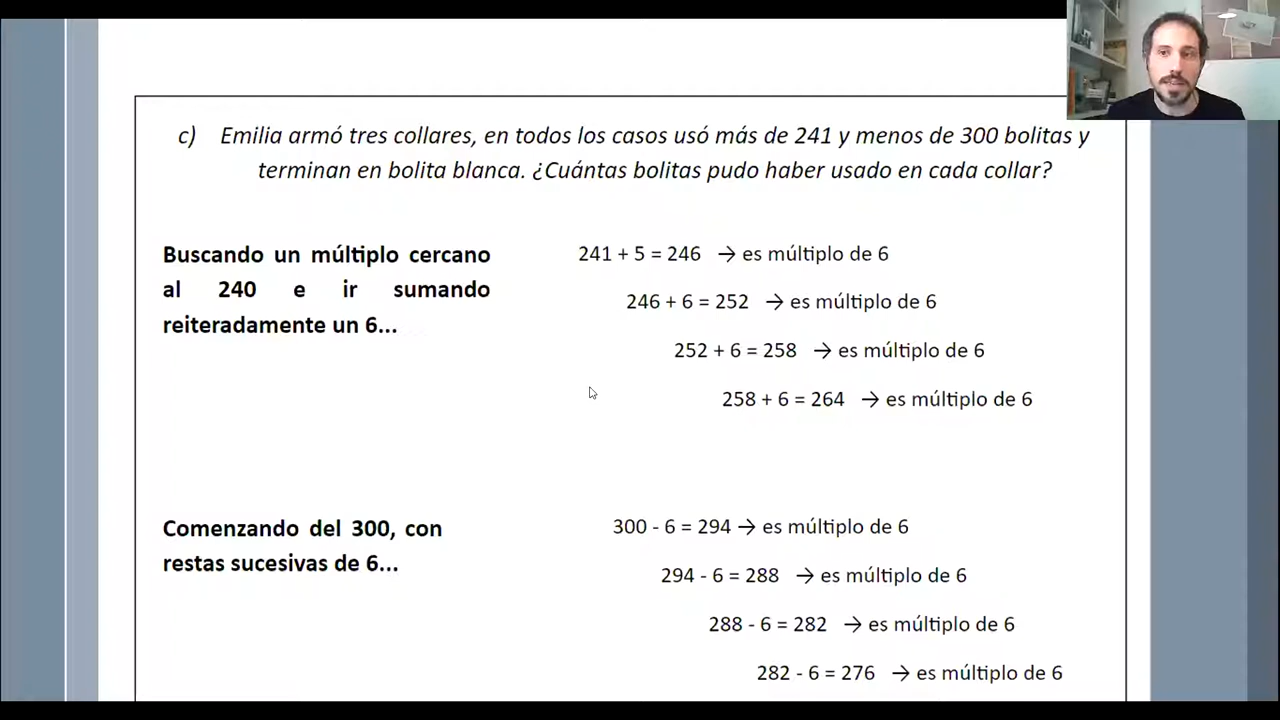 c) Emilia armó tres collares, en todos los casos usó más de 241 y menos de 300 bolitas y
terminan en bolita blanca. ¿Cuántas bolitas pudo haber usado en cada collar?
Buscando un múltiplo cercano
al 240 e ir sumando
reiteradamente un 6...
241 + 5 = 246 → es múltiplo de 6
246 + 6 = 252 → es múltiplo de 6
252 + 6 = 258 → es múltiplo de 6
258 + 6 = 264 → es múltiplo de 6
Comenzando del 300, con
restas sucesivas de 6...
300 - 6 = 294 → es múltiplo de 6
294 - 6 = 288 → es múltiplo de 6
288 - 6 = 282 → es múltiplo de 6
282 - 6 = 276 → es múltiplo de 6